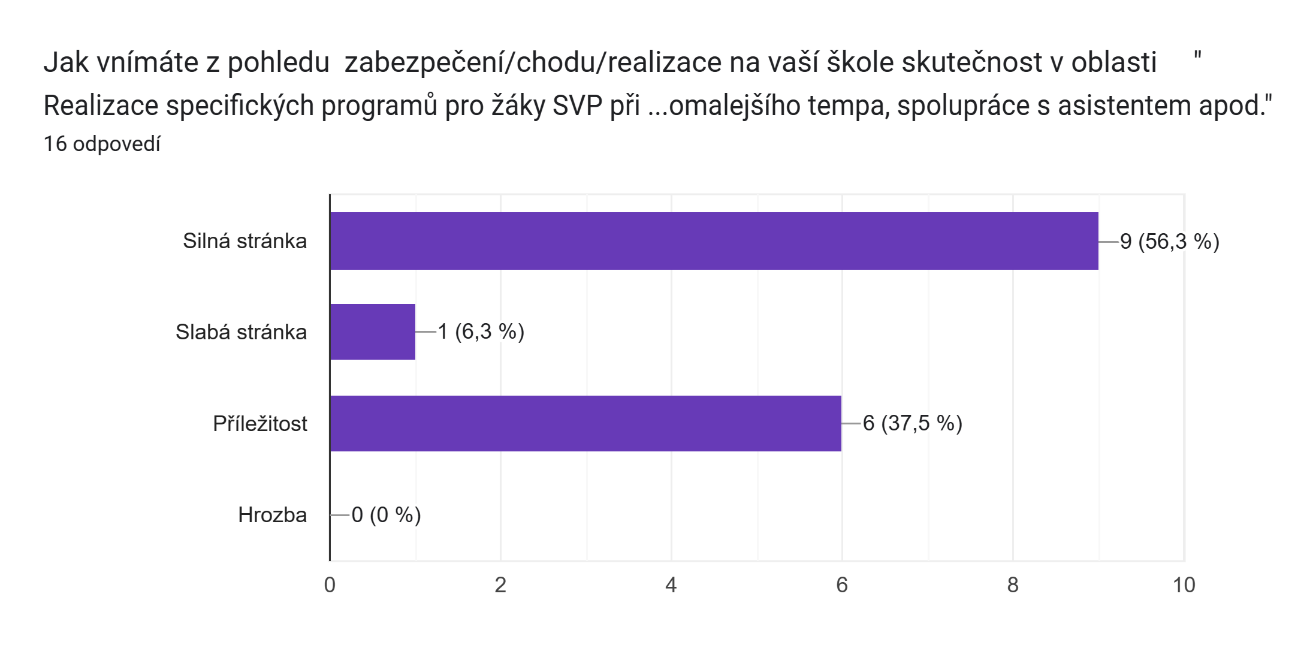 Jak vnímáte z pohledu  zabezpečení/chodu/realizace na vaší škole skutečnost v oblasti     "
Realizace specifických programů pro žáky SVP při ...omalejšího tempa, spolupráce s asistentem apod."
16 odpovedí
Silná stránka
9 (56,3 %)
Slabá stránka
1 (6,3 %)
Příležitost
6 (37,5 %)
Hrozba
0 (0 %)
0 2 4 6 8 10